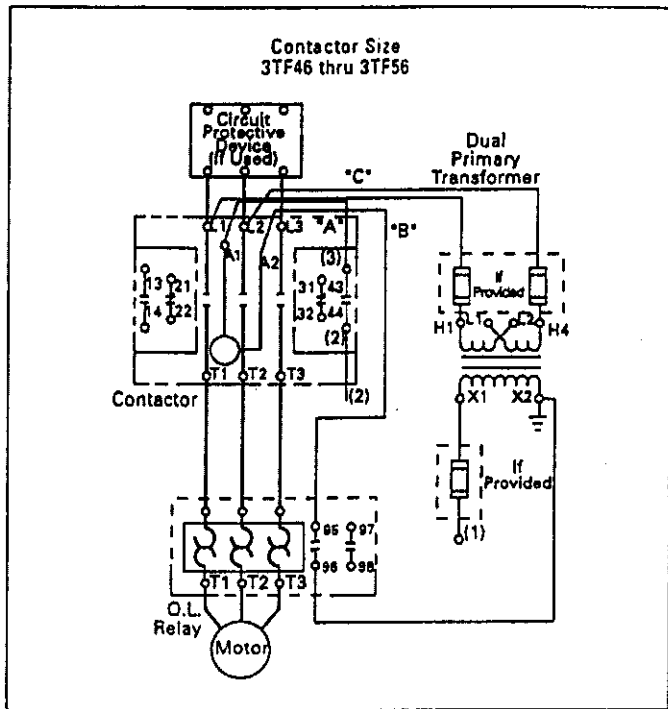 Contactor Size
3TF46 thru 3TF56
Circuit
Protective
Device
(If Used)
Dual
Primary
Transformer
"C"
L1 L2 L3 "A"
"B"
A1 A2
(3)
13 21 31 43
14 22 32 44
(2)
If
Provided
H1 L1 L2 H4
T1 T2 T3
(2)
Contactor
X1 X2
If
Provided
(1)
95 97
96 98
T1 T2 T3
O.L.
Relay
Motor